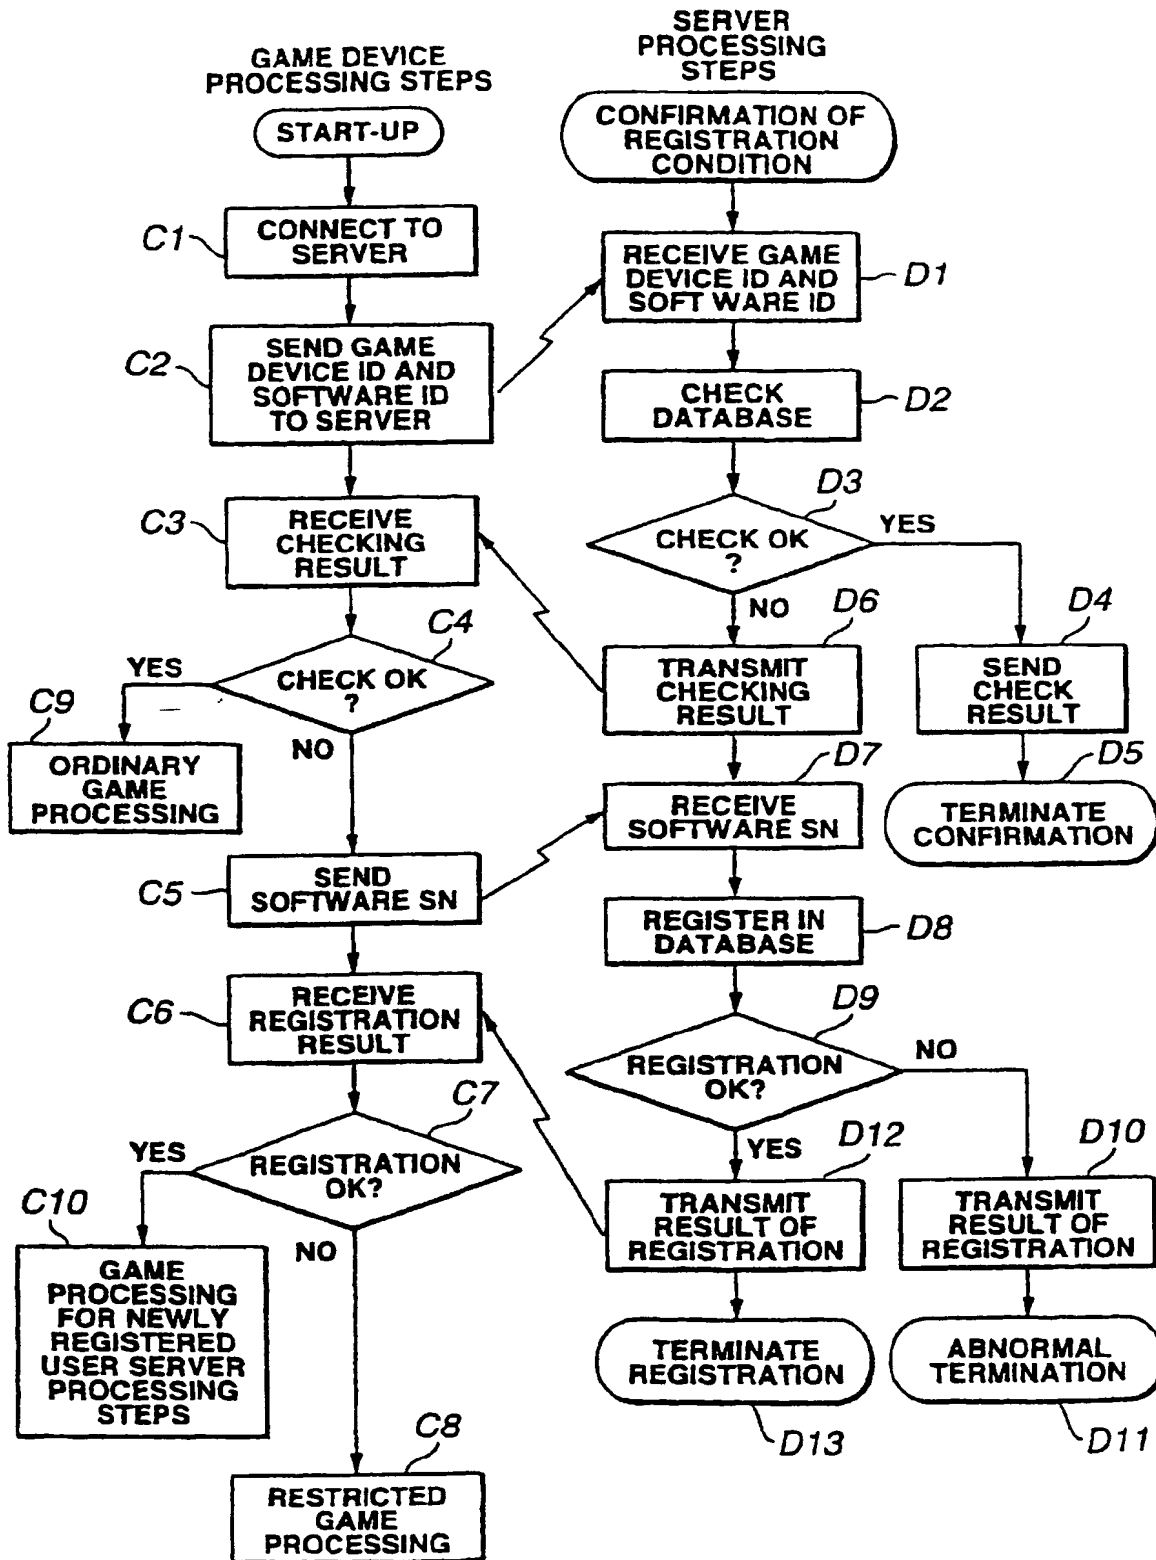 GAME DEVICE
PROCESSING STEPS
START-UP
C1
CONNECT TO
SERVER
C2
SEND GAME
DEVICE ID AND
SOFTWARE ID
TO SERVER
C3
RECEIVE
CHECKING
RESULT
C4
CHECK OK
?
YES
NO
C9
ORDINARY
GAME
PROCESSING
C5
SEND
SOFTWARE SN
C6
RECEIVE
REGISTRATION
RESULT
C7
REGISTRATION
OK?
YES
NO
C10
GAME
PROCESSING
FOR NEWLY
REGISTERED
USER SERVER
PROCESSING
STEPS
C8
RESTRICTED
GAME
PROCESSING
SERVER
PROCESSING
STEPS
CONFIRMATION OF
REGISTRATION
CONDITION
RECEIVE GAME
DEVICE ID AND
SOFT WARE ID
D1
CHECK
DATABASE
D2
D3
CHECK OK
?
YES
NO
D6
TRANSMIT
CHECKING
RESULT
D4
SEND
CHECK
RESULT
D5
TERMINATE
CONFIRMATION
D7
RECEIVE
SOFTWARE SN
REGISTER IN
DATABASE
D8
D9
REGISTRATION
OK?
NO
YES
D12
TRANSMIT
RESULT OF
REGISTRATION
D10
TRANSMIT
RESULT OF
REGISTRATION
TERMINATE
REGISTRATION
D13
ABNORMAL
TERMINATION
D11